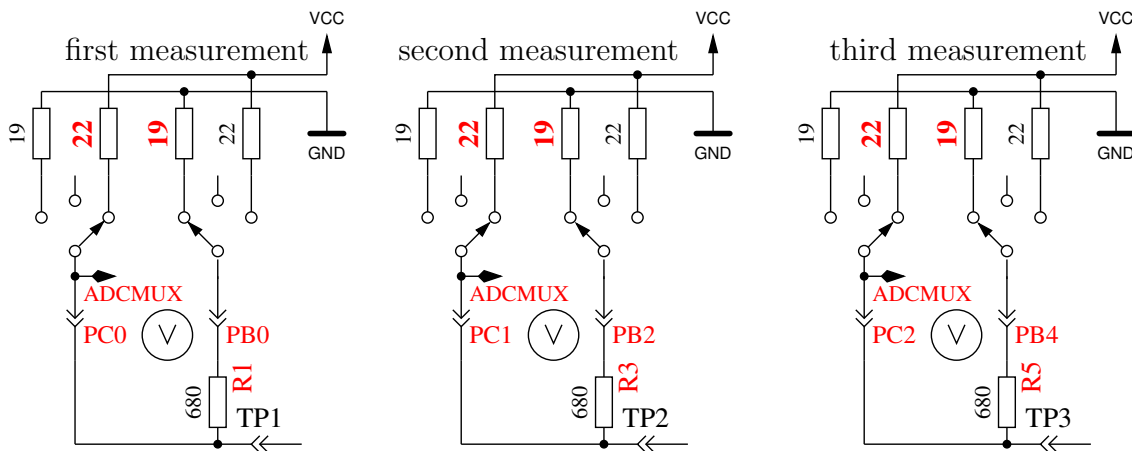 first measurement
VCC
19
22
19
22
GND
ADCMUX
PC0
V
PB0
R1
680
TP1
second measurement
VCC
19
22
19
22
GND
ADCMUX
PC1
V
PB2
R3
680
TP2
third measurement
VCC
19
22
19
22
GND
ADCMUX
PC2
V
PB4
R5
680
TP3